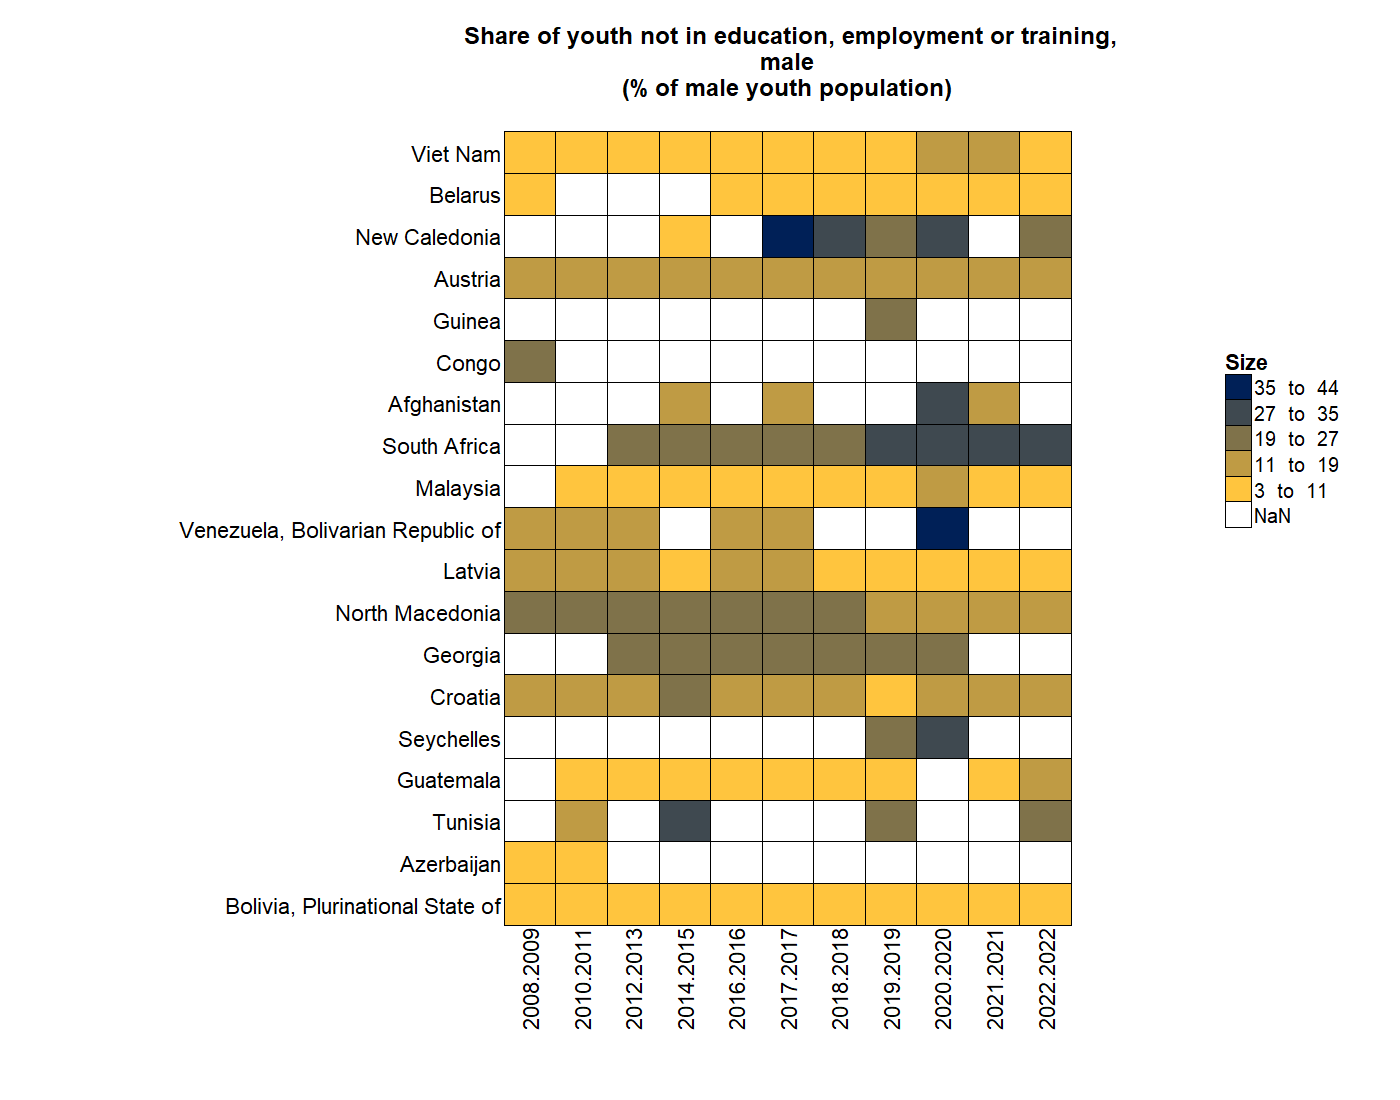 Share of youth not in education, employment or training,
male
(% of male youth population)
Viet Nam
Belarus
New Caledonia
Austria
Guinea
Congo
Afghanistan
South Africa
Malaysia
Venezuela, Bolivarian Republic of
Latvia
North Macedonia
Georgia
Croatia
Seychelles
Guatemala
Tunisia
Azerbaijan
Bolivia, Plurinational State of
2008.2009
2010.2011
2012.2013
2014.2015
2016.2016
2017.2017
2018.2018
2019.2019
2020.2020
2021.2021
2022.2022
Size
35 to 44
27 to 35
19 to 27
11 to 19
3 to 11
NaN